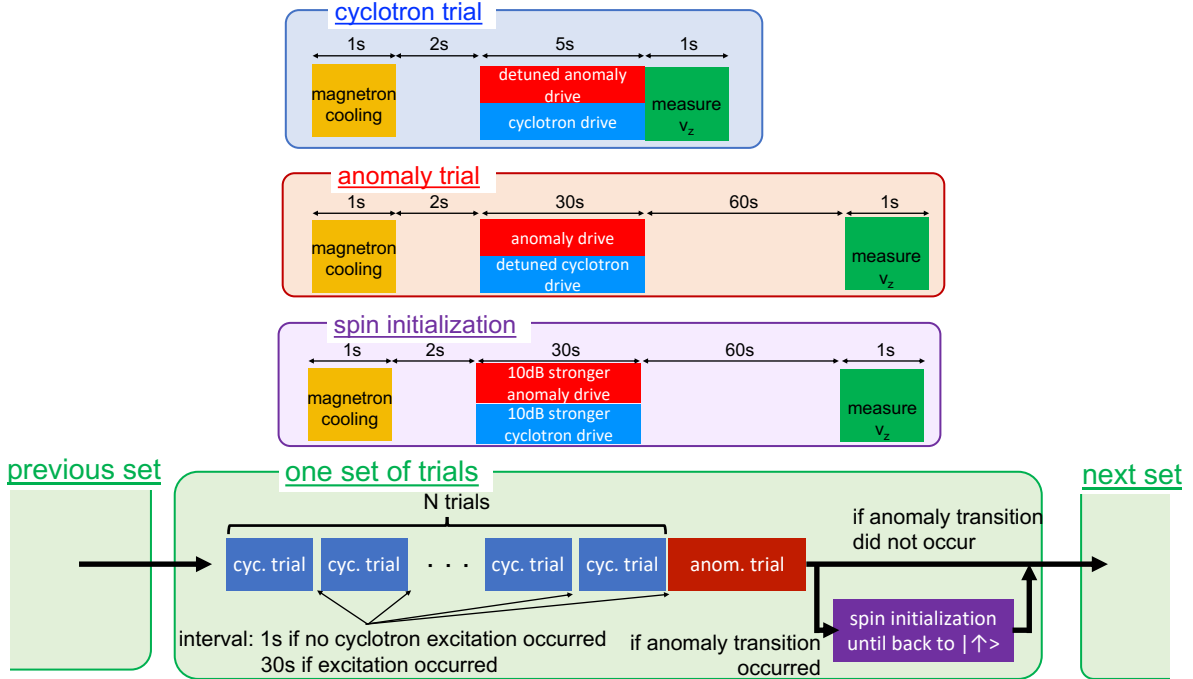 cyclotron trial
1s 2s 5s 1s
magnetron
cooling
detuned anomaly
drive
cyclotron drive
measure
v_z
anomaly trial
1s 2s 30s 60s 1s
magnetron
cooling
anomaly drive
detuned cyclotron
drive
measure
v_z
spin initialization
1s 2s 30s 60s 1s
magnetron
cooling
10dB stronger
anomaly drive
10dB stronger
cyclotron drive
measure
v_z
previous set
one set of trials
next set
N trials
cyc. trial cyc. trial · · · cyc. trial cyc. trial anom. trial
if anomaly transition
did not occur
interval: 1s if no cyclotron excitation occurred
30s if excitation occurred
if anomaly transition
occurred
spin initialization
until back to |↑>